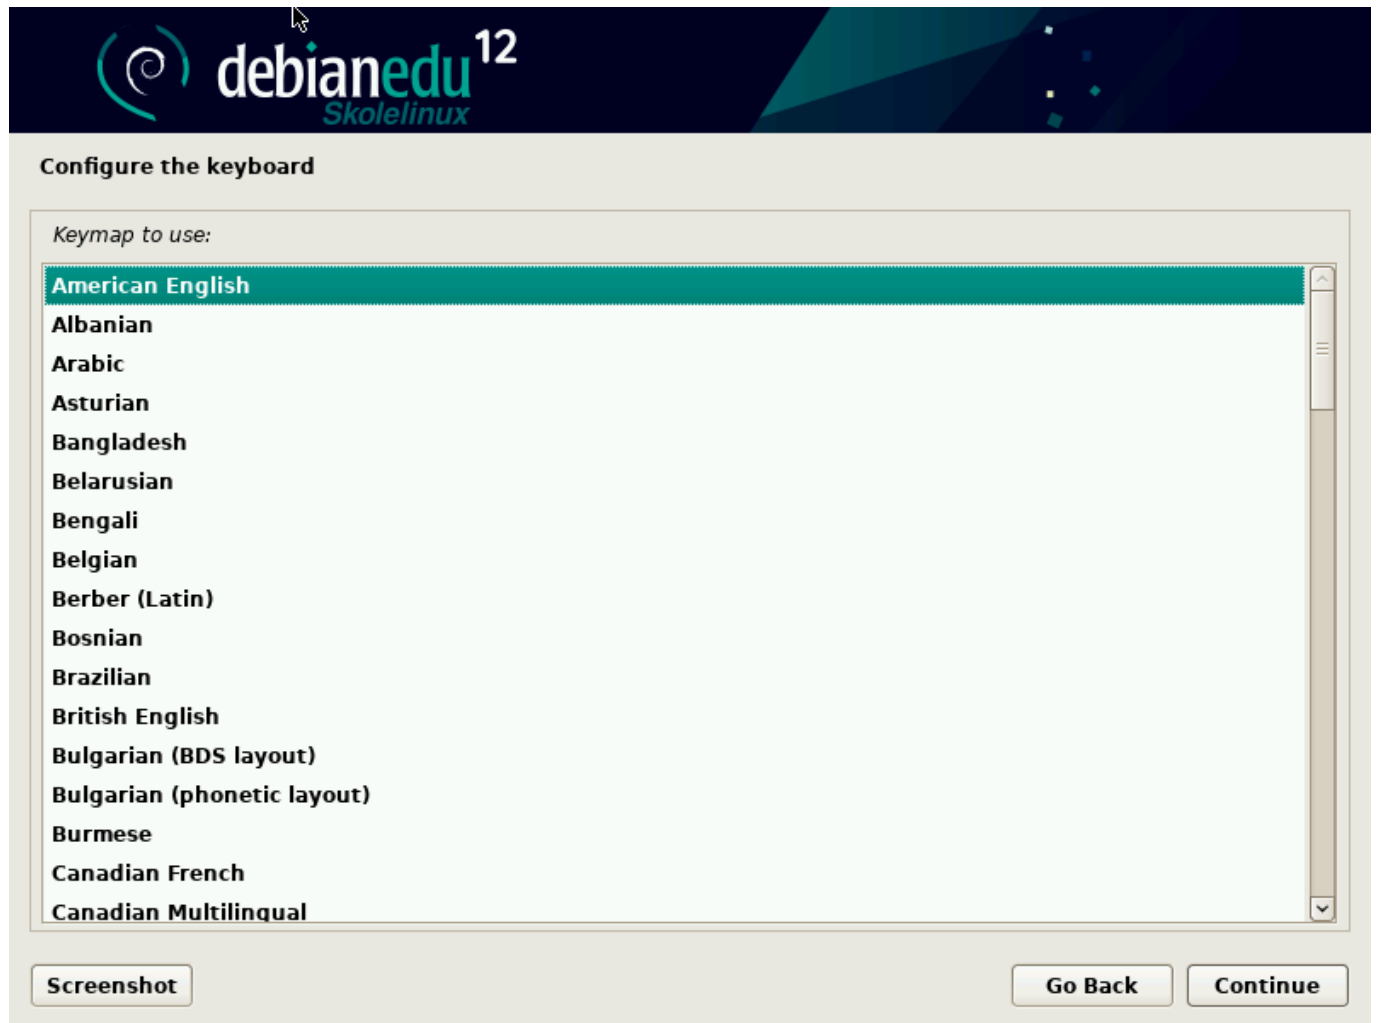 debianedu 12
Skolelinux
Configure the keyboard
Keymap to use:
American English
Albanian
Arabic
Asturian
Bangladesh
Belarusian
Bengali
Belgian
Berber (Latin)
Bosnian
Brazilian
British English
Bulgarian (BDS layout)
Bulgarian (phonetic layout)
Burmese
Canadian French
Canadian Multilingual
Screenshot
Go Back
Continue